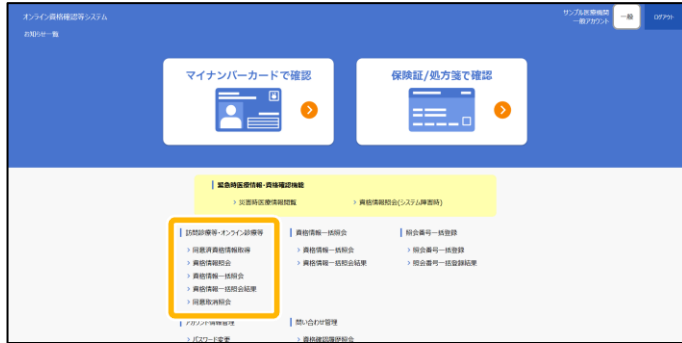 オンライン資格確認等システム
サンプル医療機関
一般アカウント
一般
ログアウト
お知らせ一覧
マイナンバーカードで確認
保険証/処方箋で確認
緊急時医療情報・資格確認機能
> 災害時医療情報閲覧
> 資格情報照会(システム障害時)
訪問診療等・オンライン診療等
資格情報一括照会
照会番号一括登録
> 同意済資格情報取得
> 資格情報一括照会
> 照会番号一括登録
> 資格情報照会
> 資格情報一括照会結果
> 照会番号一括登録結果
> 資格情報一括照会
> 資格情報一括照会結果
> 同意取消照会
アカウント情報管理
問い合わせ管理
> パスワード変更
> 資格確認履歴照会